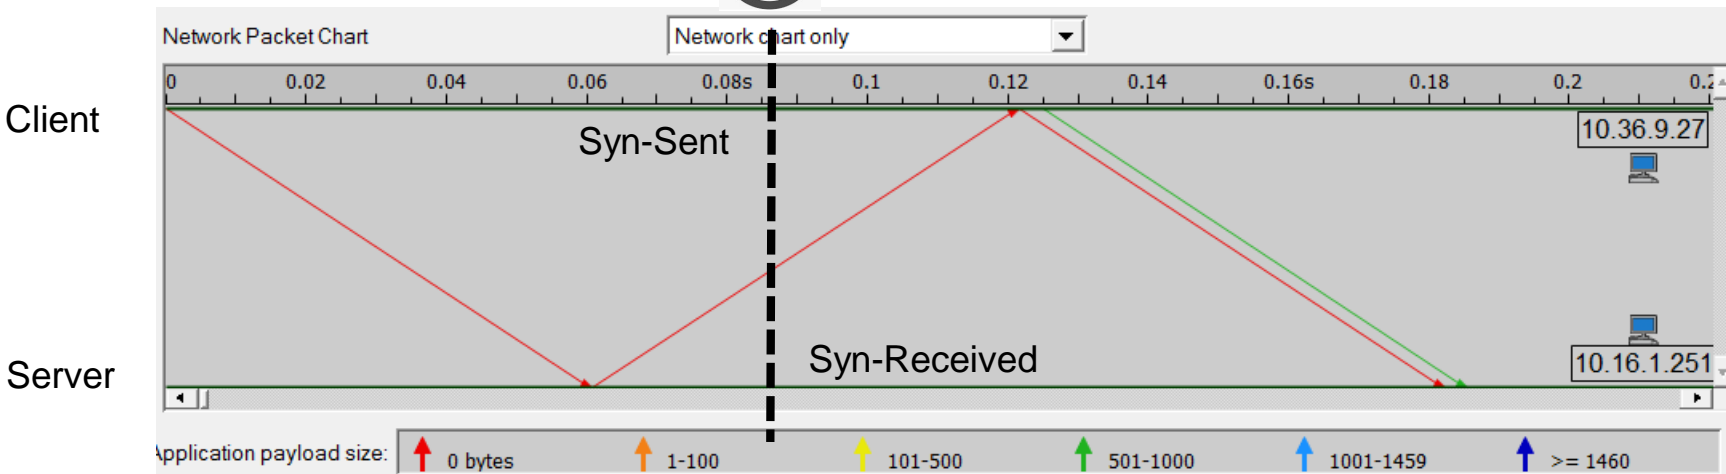 Network Packet Chart
Network chart only
0 0.02 0.04 0.06 0.08s 0.1 0.12 0.14 0.16s 0.18 0.2
Client
Syn-Sent
10.36.9.27
Server
Syn-Received
10.16.1.251
Application payload size:
0 bytes 1-100 101-500 501-1000 1001-1459 >= 1460